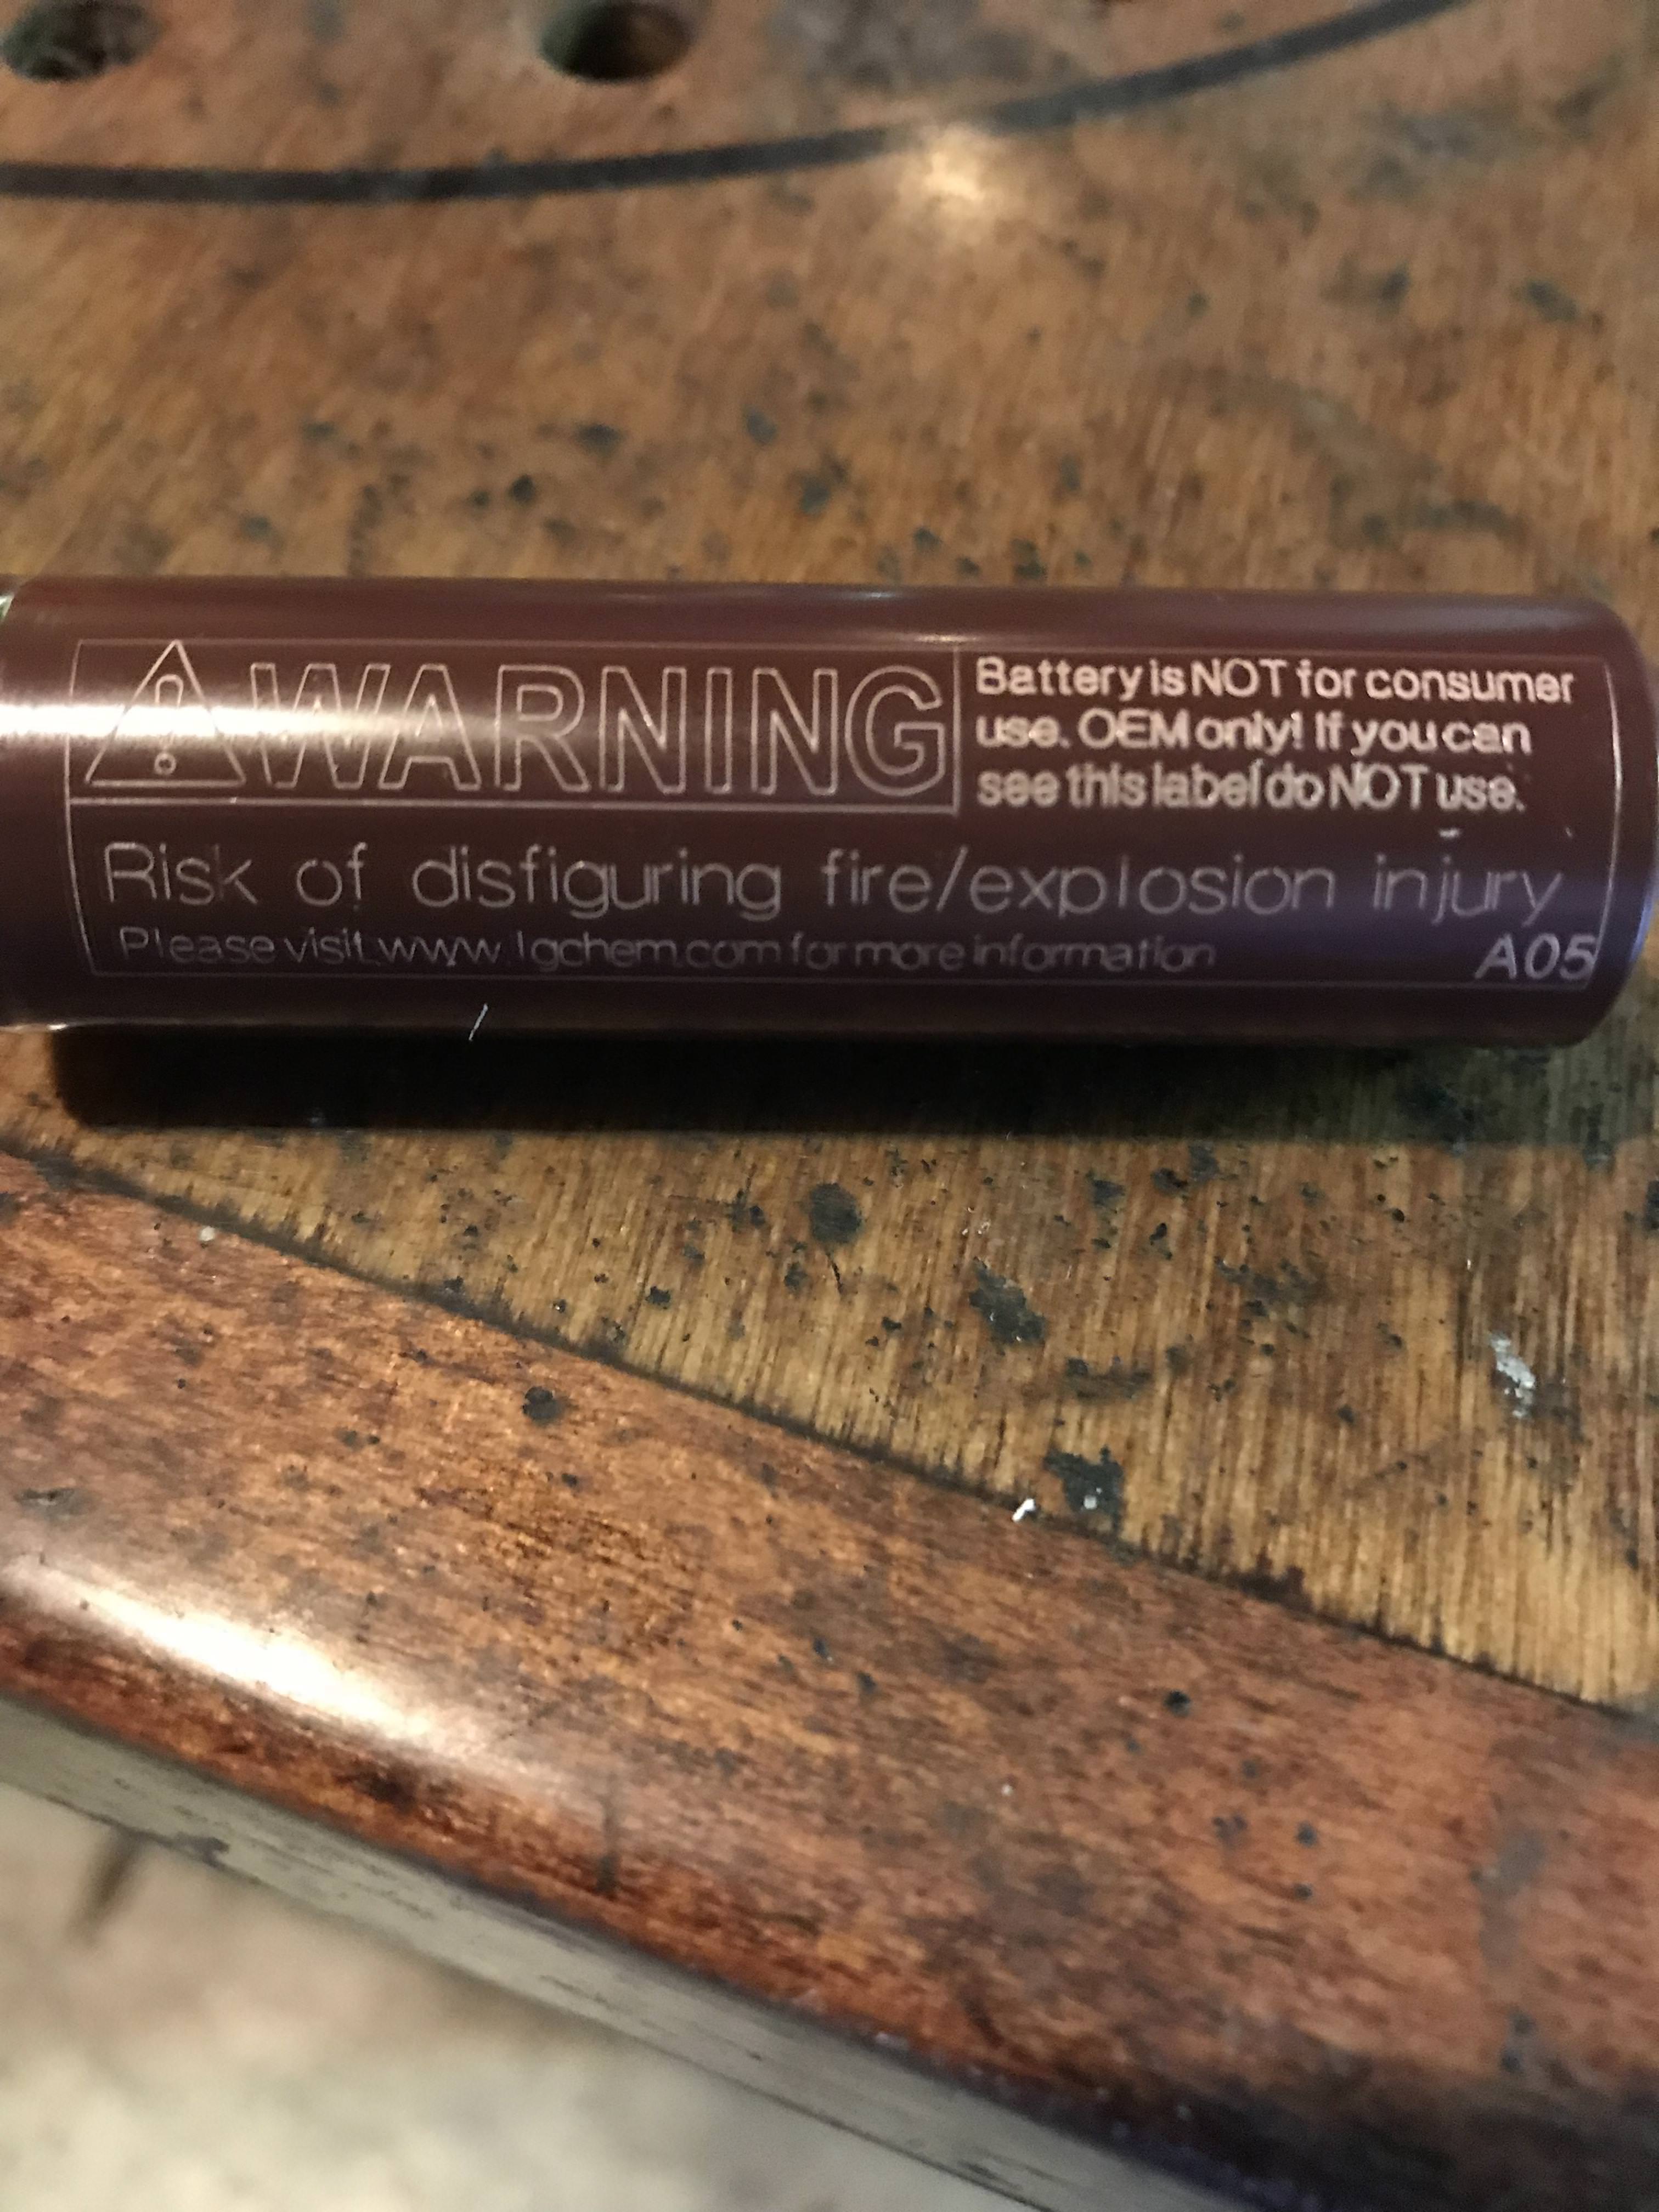 WARNING
Battery is NOT for consumer
use. OEM only! If you can
see this label do NOT use.
Risk of disfiguring fire/explosion injury
Please visit www.lgchem.com for more information
A05